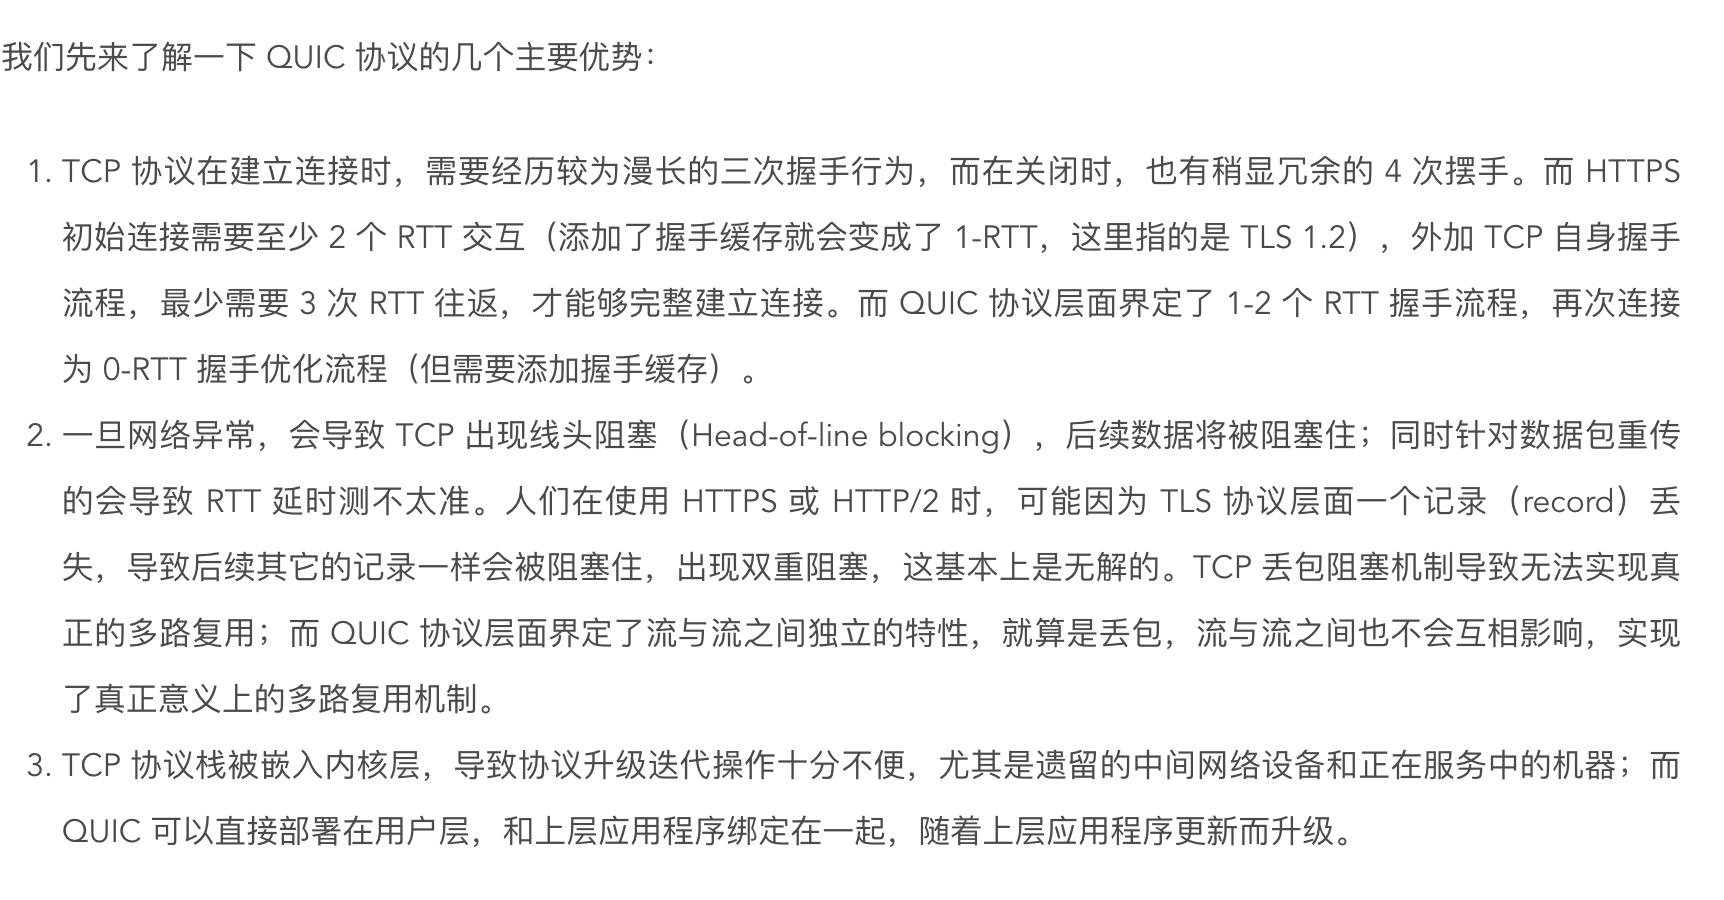 我们先来了解一下 QUIC 协议的几个主要优势：
1. TCP 协议在建立连接时，需要经历较为漫长的三次握手行为，而在关闭时，也有稍显冗余的 4 次摆手。而 HTTPS
初始连接需要至少 2 个 RTT 交互（添加了握手缓存就会变成了 1-RTT，这里指的是 TLS 1.2），外加 TCP 自身握手
流程，最少需要 3 次 RTT 往返，才能够完整建立连接。而 QUIC 协议层面界定了 1-2 个 RTT 握手流程，再次连接
为 0-RTT 握手优化流程（但需要添加握手缓存）。
2. 一旦网络异常，会导致 TCP 出现线头阻塞（Head-of-line blocking），后续数据将被阻塞住；同时针对数据包重传
的会导致 RTT 延时测不太准。人们在使用 HTTPS 或 HTTP/2 时，可能因为 TLS 协议层面一个记录（record）丢
失，导致后续其它的记录一样会被阻塞住，出现双重阻塞，这基本上是无解的。TCP 丢包阻塞机制导致无法实现真
正的多路复用；而 QUIC 协议层面界定了流与流之间独立的特性，就算是丢包，流与流之间也不会互相影响，实现
了真正意义上的多路复用机制。
3. TCP 协议栈被嵌入内核层，导致协议升级迭代操作十分不便，尤其是遗留的中间网络设备和正在服务中的机器；而
QUIC 可以直接部署在用户层，和上层应用程序绑定在一起，随着上层应用程序更新而升级。